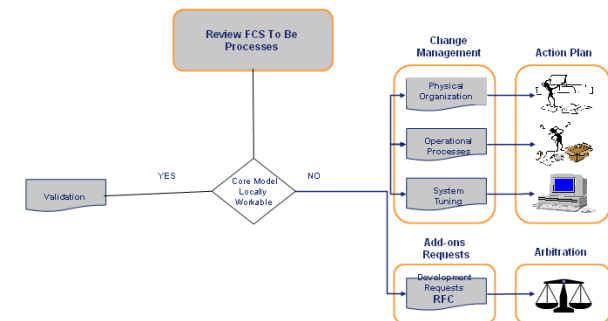 Review FCS To Be
Processes
Change
Management
Action Plan
Physical
Organization
Operational
Processes
YES
NO
Core Model
Locally
Workable
Validation
System
Tuning
Add-ons
Requests
Arbitration
Development
Requests
RFC